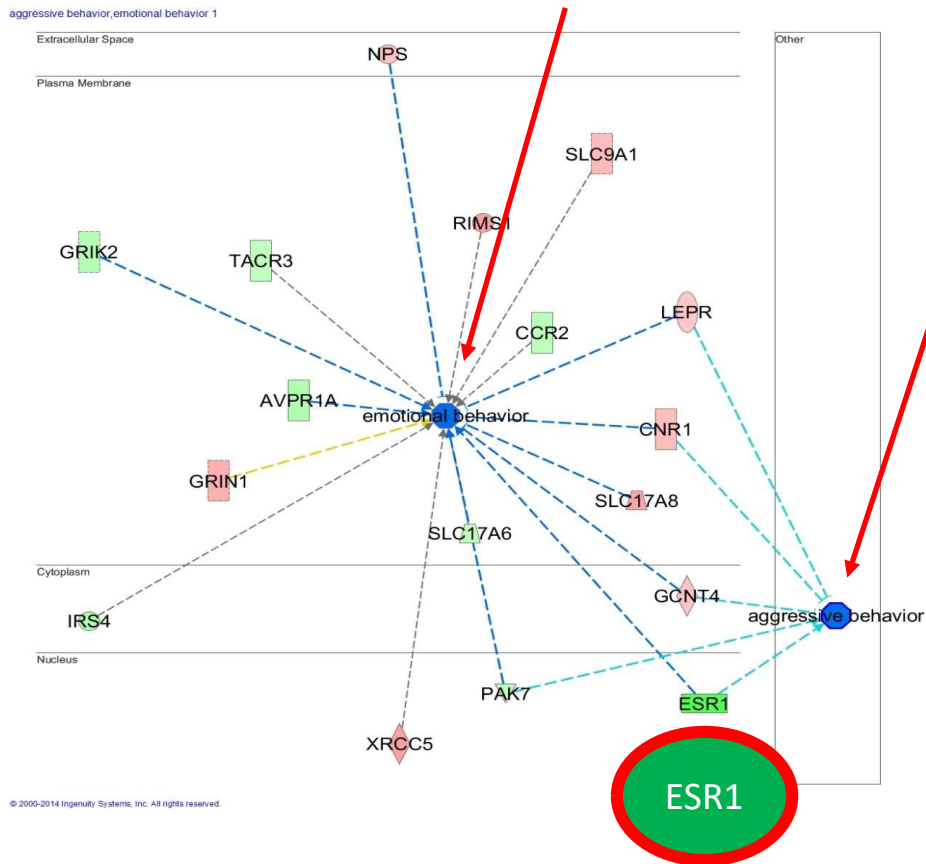 aggressive behavior,emotional behavior 1
Extracellular Space
Other
NPS
Plasma Membrane
SLC9A1
RIMS1
GRIK2
TACR3
LEPR
CCR2
AVPR1A
emotional behavior
CNR1
GRIN1
SLC17A8
SLC17A6
Cytoplasm
GCNT4
IRS4
aggressive behavior
Nucleus
PAK7
ESR1
XRCC5
ESR1
© 2000-2014 Ingenuity Systems, Inc. All rights reserved.